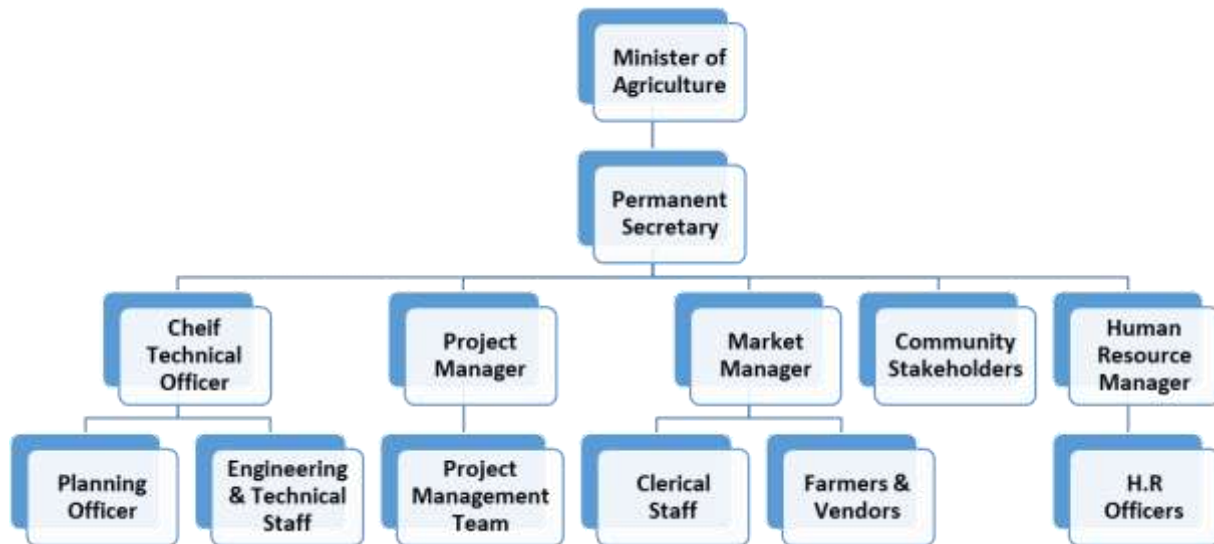 Minister of
Agriculture
Permanent
Secretary
Cheif
Technical
Officer
Project
Manager
Market
Manager
Community
Stakeholders
Human
Resource
Manager
Planning
Officer
Engineering
& Technical
Staff
Project
Management
Team
Clerical
Staff
Farmers &
Vendors
H.R
Officers